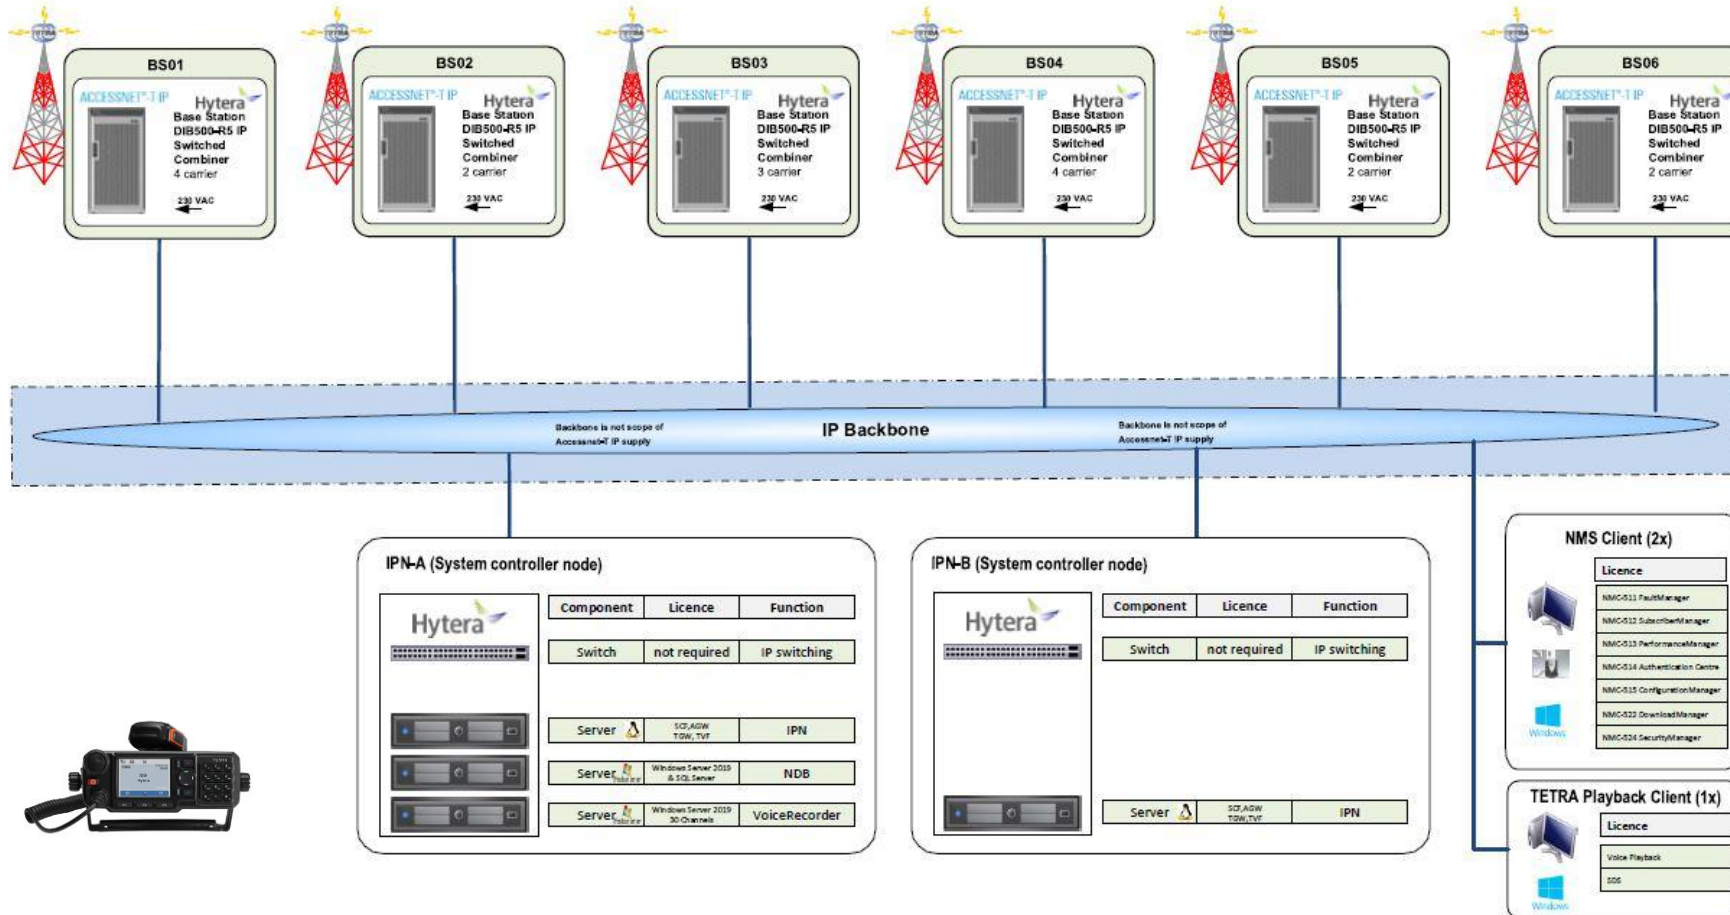 TETRA
TETRA
TETRA
TETRA
TETRA
TETRA
BS01
ACCESSNET®-T IP
Hytera
Base Station
DIB500-R5 IP
Switched
Combiner
4 carrier
230 VAC
BS02
ACCESSNET®-T IP
Hytera
Base Station
DIB500-R5 IP
Switched
Combiner
2 carrier
230 VAC
BS03
ACCESSNET®-T IP
Hytera
Base Station
DIB500-R5 IP
Switched
Combiner
3 carrier
230 VAC
BS04
ACCESSNET®-T IP
Hytera
Base Station
DIB500-R5 IP
Switched
Combiner
4 carrier
230 VAC
BS05
ACCESSNET®-T IP
Hytera
Base Station
DIB500-R5 IP
Switched
Combiner
2 carrier
230 VAC
BS06
ACCESSNET®-T IP
Hytera
Base Station
DIB500-R5 IP
Switched
Combiner
2 carrier
230 VAC
Backbone is not scope of
Accessnet-T IP supply
IP Backbone
Backbone is not scope of
Accessnet-T IP supply
IPN-A (System controller node)
Hytera
Component Licence Function
Switch not required IP switching
Server SCF,AGW
TGW, TVF IPN
Server Windows Server 2019
& SQL Server NDB
Server Windows Server 2019
30 Channels VoiceRecorder
IPN-B (System controller node)
Hytera
Component Licence Function
Switch not required IP switching
Server SCF,AGW
TGW,TVF IPN
NMS Client (2x)
Licence
NMC-511 FaultManager
NMC-512 SubscriberManager
NMC-513 PerformanceManager
NMC-514 Authentication Centre
NMC-515 ConfigurationManager
NMC-522 DownloadManager
NMC-524 SecurityManager
Windows
TETRA Playback Client (1x)
Licence
Voice Playback
SDS
Windows